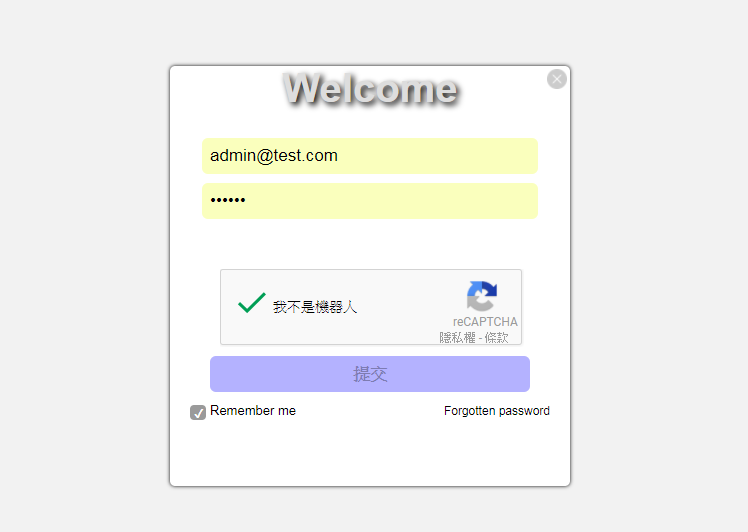 Welcome
admin@test.com
••••••
我不是機器人
reCAPTCHA
隱私權 - 條款
提交
Remember me
Forgotten password